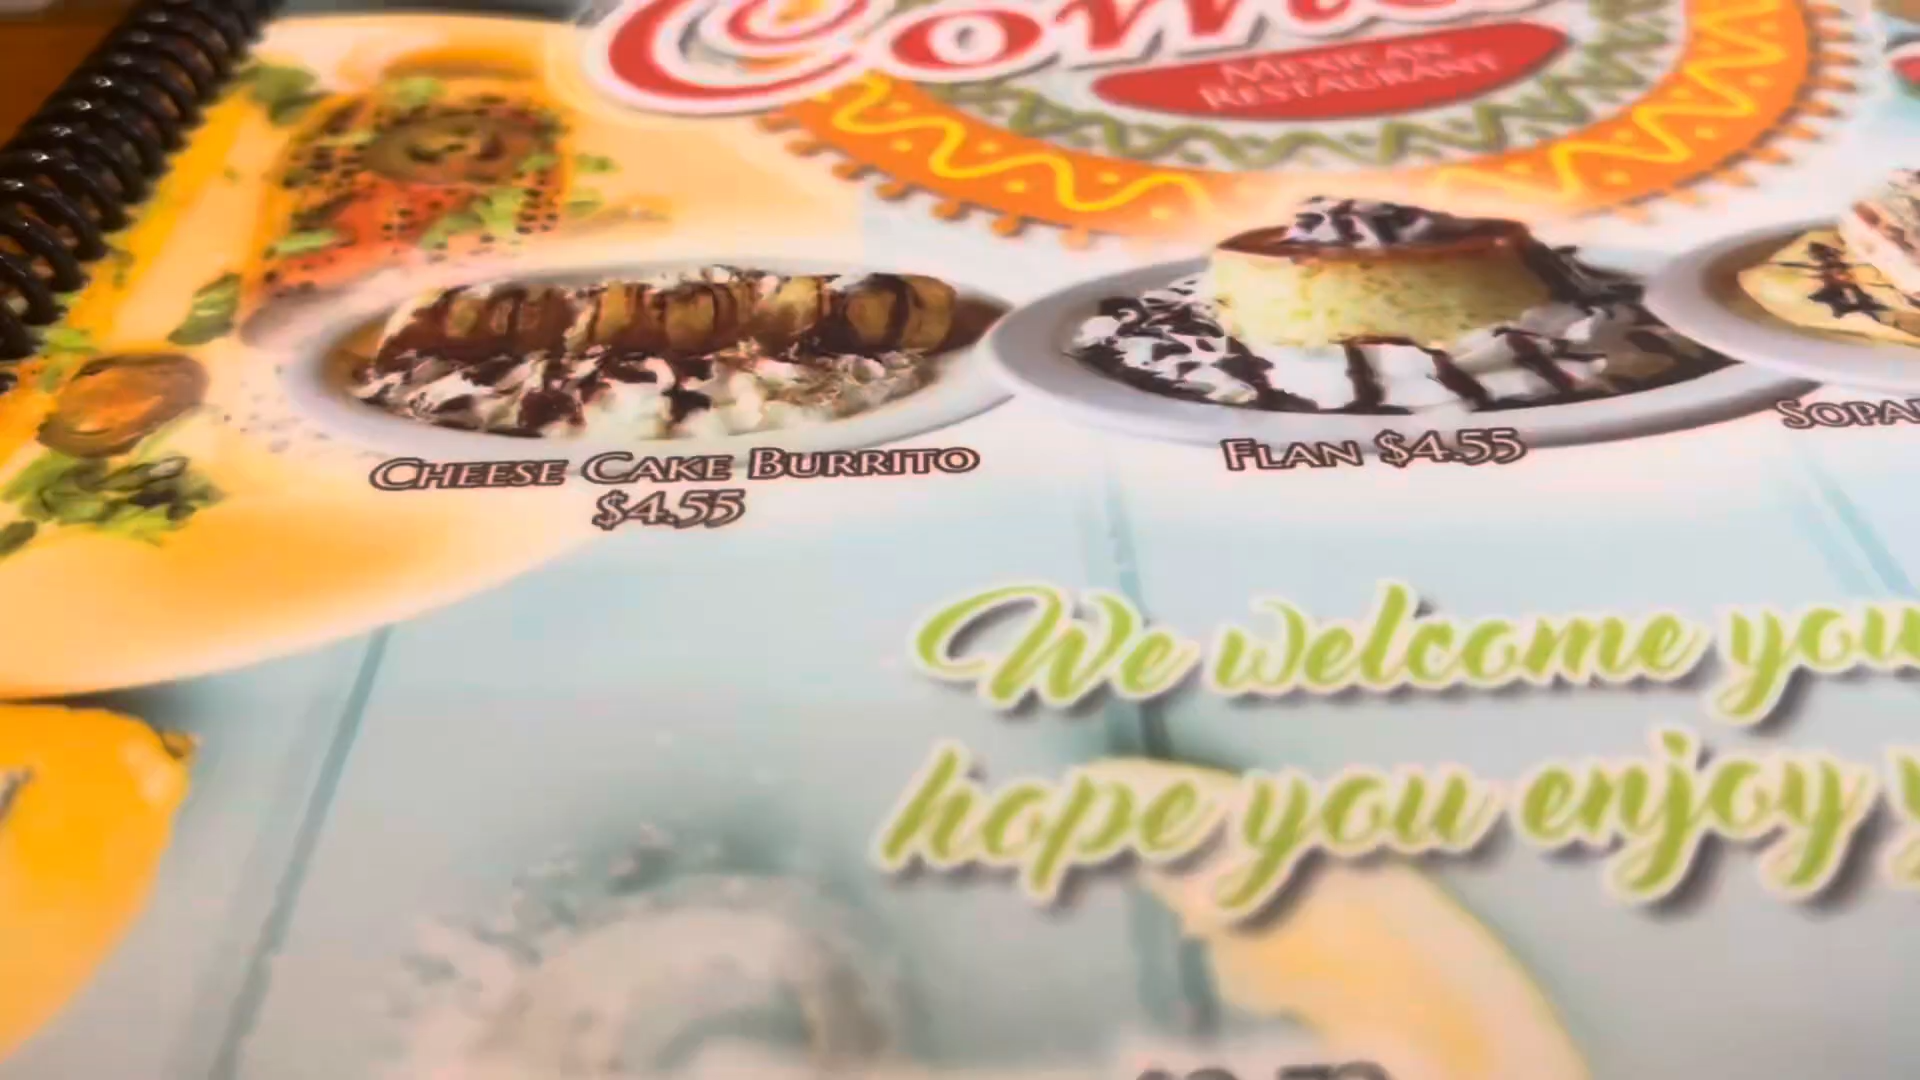 MEXICAN
RESTAURANT
CHEESE CAKE BURRITO
$4.55
FLAN $4.55
We welcome you
hope you enjoy